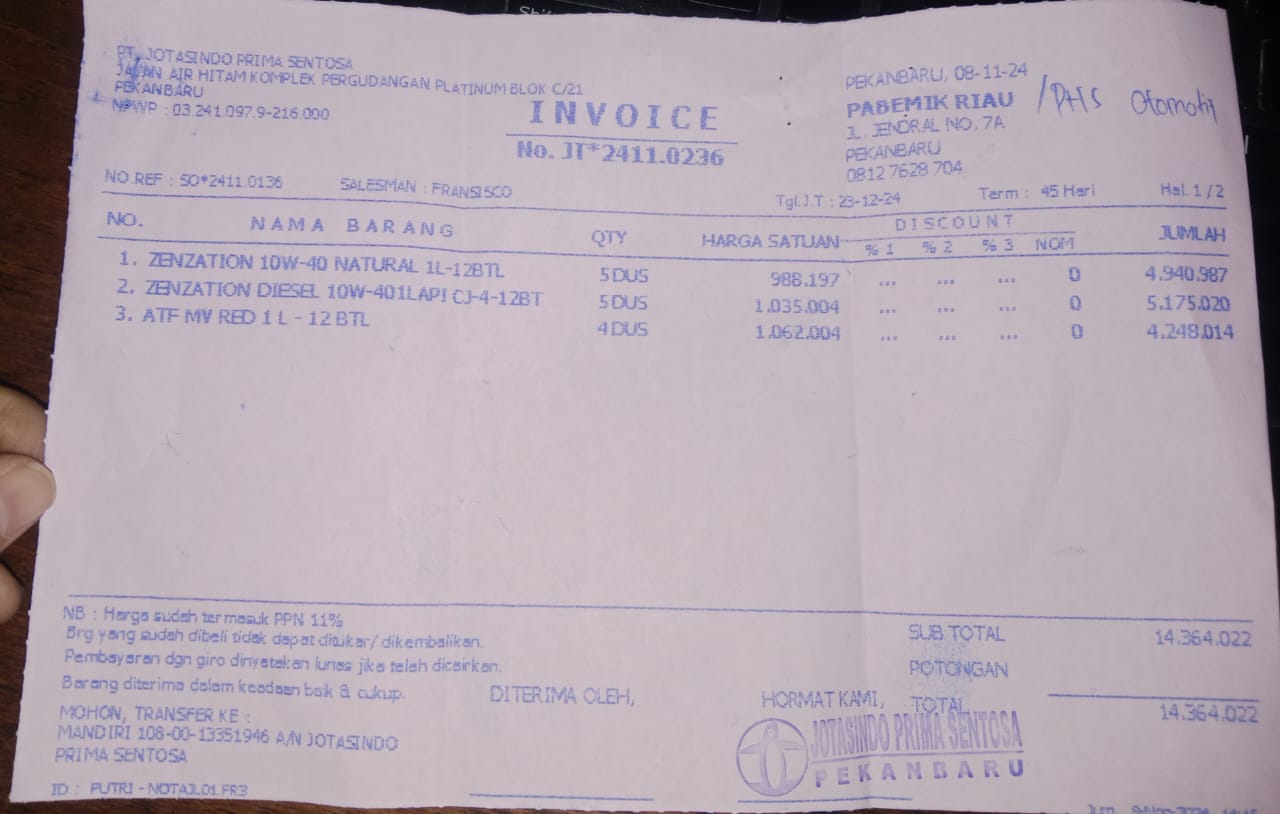 PT. JOTASINDO PRIMA SENTOSA
JALAN AIR HITAM KOMPLEK PERGUDANGAN PLATINUM BLOK C/21
PEKANBARU
NPWP : 03.241.097.9-216.000
INVOICE
No. JT*2411.0236
PEKANBARU, 08-11-24
PABEMIK RIAU / PHS Otomotif
JL. JENDRAL NO. 7A
PEKANBARU
0812 7628 704
NO.REF : SO*2411.0136 SALESMAN : FRANSISCO Tgl.J.T : 23-12-24 Term : 45 Hari Hal. 1 / 2
NO. NAMA BARANG QTY HARGA SATUAN DISCOUNT JUMLAH
% 1 % 2 % 3 NOM
1. ZENZATION 10W-40 NATURAL 1L-12BTL 5 DUS 988.197 ... ... ... 0 4.940.987
2. ZENZATION DIESEL 10W-401LAPI CJ-4-12BT 5 DUS 1.035.004 ... ... ... 0 5.175.020
3. ATF MV RED 1 L - 12 BTL 4 DUS 1.062.004 ... ... ... 0 4.248.014
NB : Harga sudah termasuk PPN 11%
Brg yang sudah dibeli tidak dapat ditukar/ dikembalikan.
Pembayaran dgn giro dinyatakan lunas jika telah dicairkan.
Barang diterima dalam keadaan baik & cukup.
SUB TOTAL 14.364.022
POTONGAN
TOTAL 14.364.022
DITERIMA OLEH, HORMAT KAMI,
MOHON, TRANSFER KE :
MANDIRI 108-00-13351946 A/N JOTASINDO
PRIMA SENTOSA
JOTASINDO PRIMA SENTOSA
PEKANBARU
ID : PUTRI - NOTAJL01.FR3